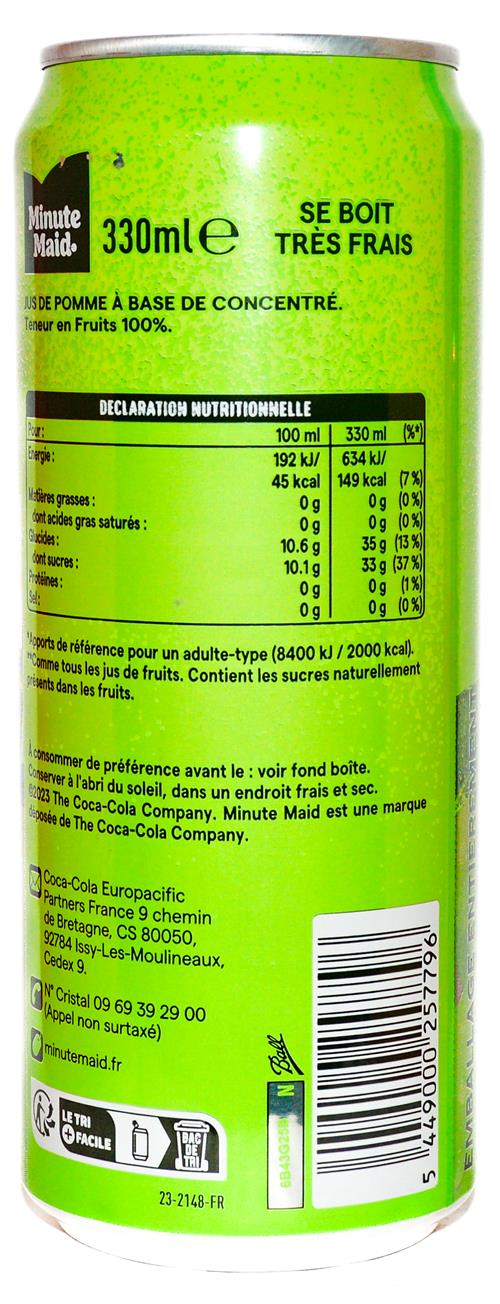 Minute
Maid
330ml e
SE BOIT
TRÈS FRAIS
JUS DE POMME À BASE DE CONCENTRÉ.
Teneur en Fruits 100%.
DECLARATION NUTRITIONNELLE
Pour: 100 ml 330 ml (%*)
Energie: 192 kJ/ 634 kJ/
45 kcal 149 kcal (7 %)
Matières grasses: 0 g 0 g (0 %)
dont acides gras saturés: 0 g 0 g (0 %)
Glucides: 10.6 g 35 g (13 %)
dont sucres: 10.1 g 33 g (37 %)
Protéines: 0 g 0 g (1 %)
Sel: 0 g 0 g (0 %)
*Apports de référence pour un adulte-type (8400 kJ / 2000 kcal).
**Comme tous les jus de fruits. Contient les sucres naturellement
présents dans les fruits.
À consommer de préférence avant le : voir fond boîte.
Conserver à l'abri du soleil, dans un endroit frais et sec.
©2023 The Coca-Cola Company. Minute Maid est une marque
déposée de The Coca-Cola Company.
Coca-Cola Europacific
Partners France 9 chemin
de Bretagne, CS 80050,
92784 Issy-Les-Moulineaux,
Cedex 9.
N° Cristal 09 69 39 29 00
(Appel non surtaxé)
minutemaid.fr
LE TRI
+ FACILE
BAC
DE
TRI
23-2148-FR
Ball
N
5 449000 257796
EMBALLAGE ENTIÈREMENT